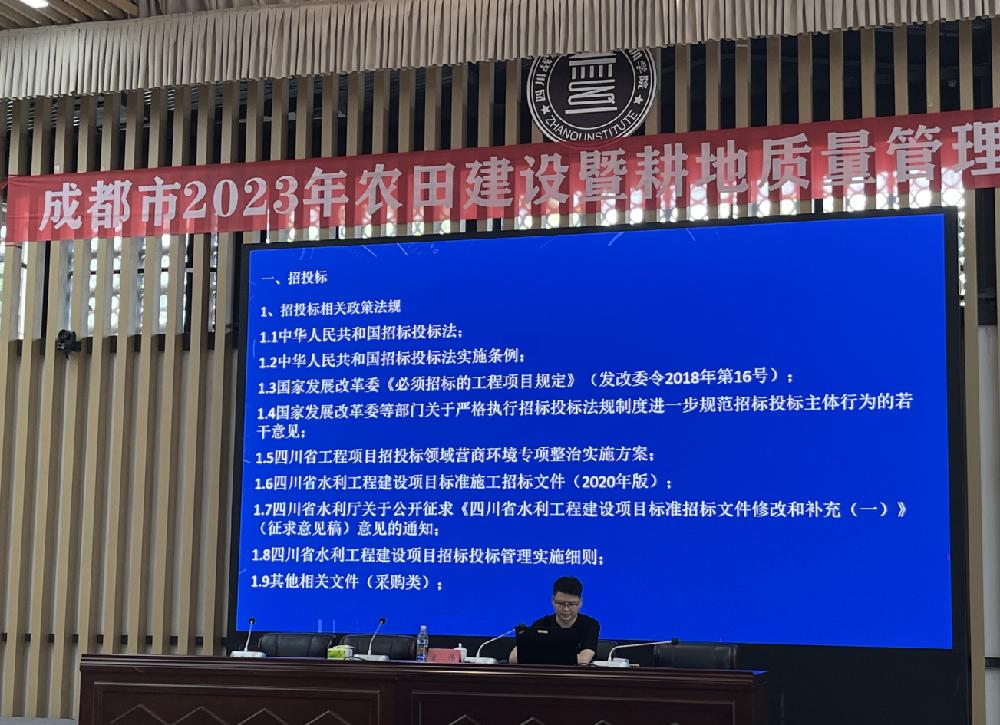 四川战
川学院
ZHANQI INSTITUTE
成都市2023年农田建设暨耕地质量管理
一、招投标
1、招投标相关政策法规
1.1中华人民共和国招标投标法;
1.2中华人民共和国招标投标法实施条例;
1.3国家发展改革委《必须招标的工程项目规定》（发改委令2018年第16号）;
1.4国家发展改革委等部门关于严格执行招标投标法规制度进一步规范招标投标主体行为的若
干意见;
1.5四川省工程项目招投标领域营商环境专项整治实施方案;
1.6四川省水利工程建设项目标准施工招标文件（2020年版）;
1.7四川省水利厅关于公开征求《四川省水利工程建设项目标准招标文件修改和补充（一）》
（征求意见稿）意见的通知;
1.8四川省水利工程建设项目招标投标管理实施细则;
1.9其他相关文件（采购类）;